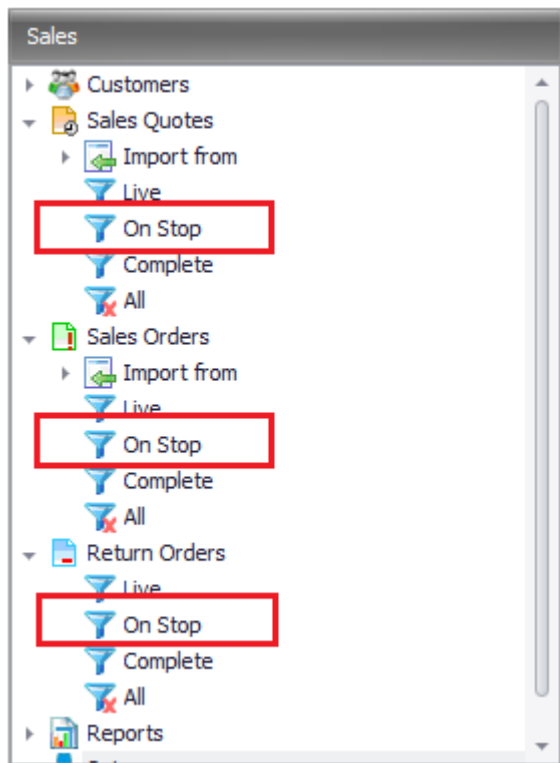 Sales
Customers
Sales Quotes
Import from
Live
On Stop
Complete
All
Sales Orders
Import from
Live
On Stop
Complete
All
Return Orders
Live
On Stop
Complete
All
Reports